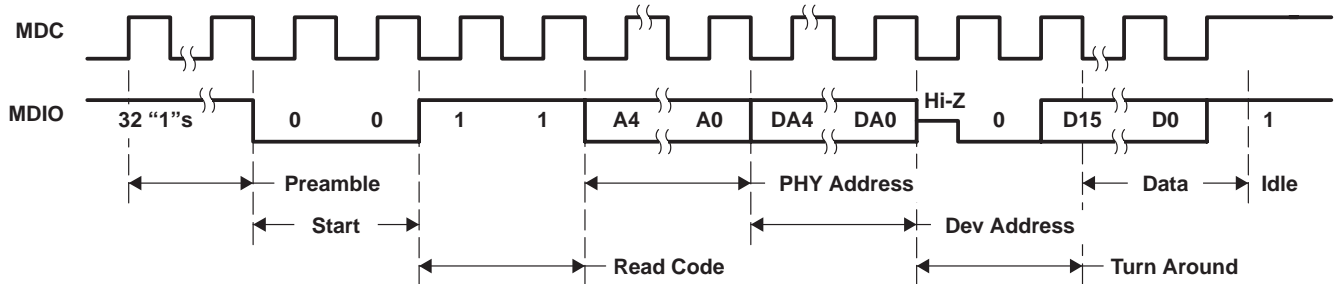 MDC
MDIO
32 “1”s 0 0 1 1 A4 A0 DA4 DA0 Hi-Z 0 D15 D0 1
Preamble PHY Address Data Idle
Start Dev Address
Read Code Turn Around